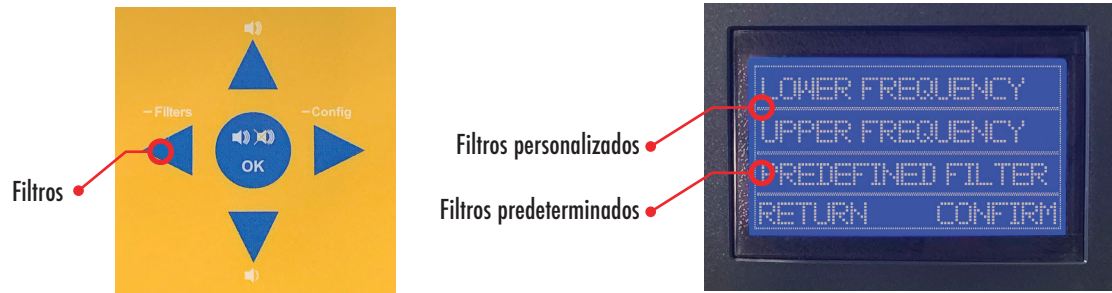 – Filters
– Config
OK
Filtros
Filtros personalizados
Filtros predeterminados
LOWER FREQUENCY
UPPER FREQUENCY
PREDEFINED FILTER
RETURN CONFIRM